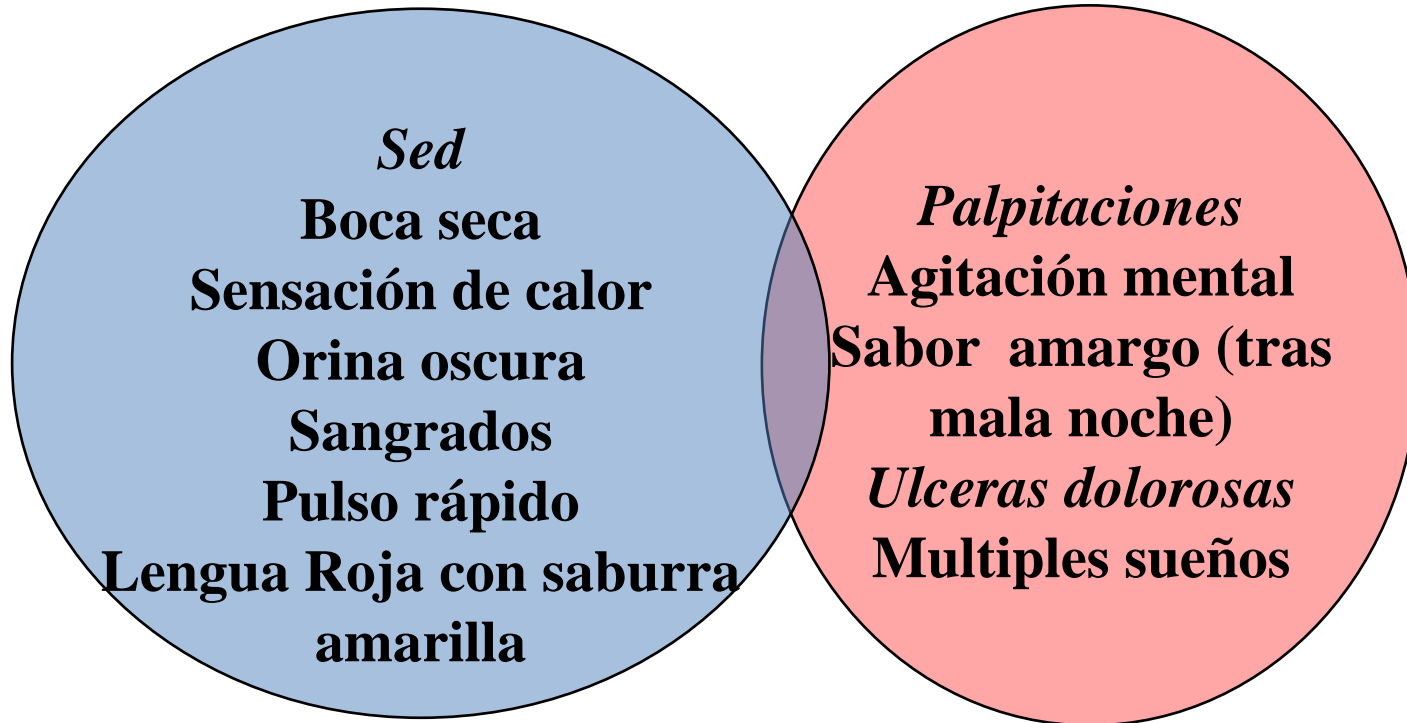 Sed
Boca seca
Sensación de calor
Orina oscura
Sangrados
Pulso rápido
Lengua Roja con saburra
amarilla
Palpitaciones
Agitación mental
Sabor amargo (tras
mala noche)
Ulceras dolorosas
Multiples sueños